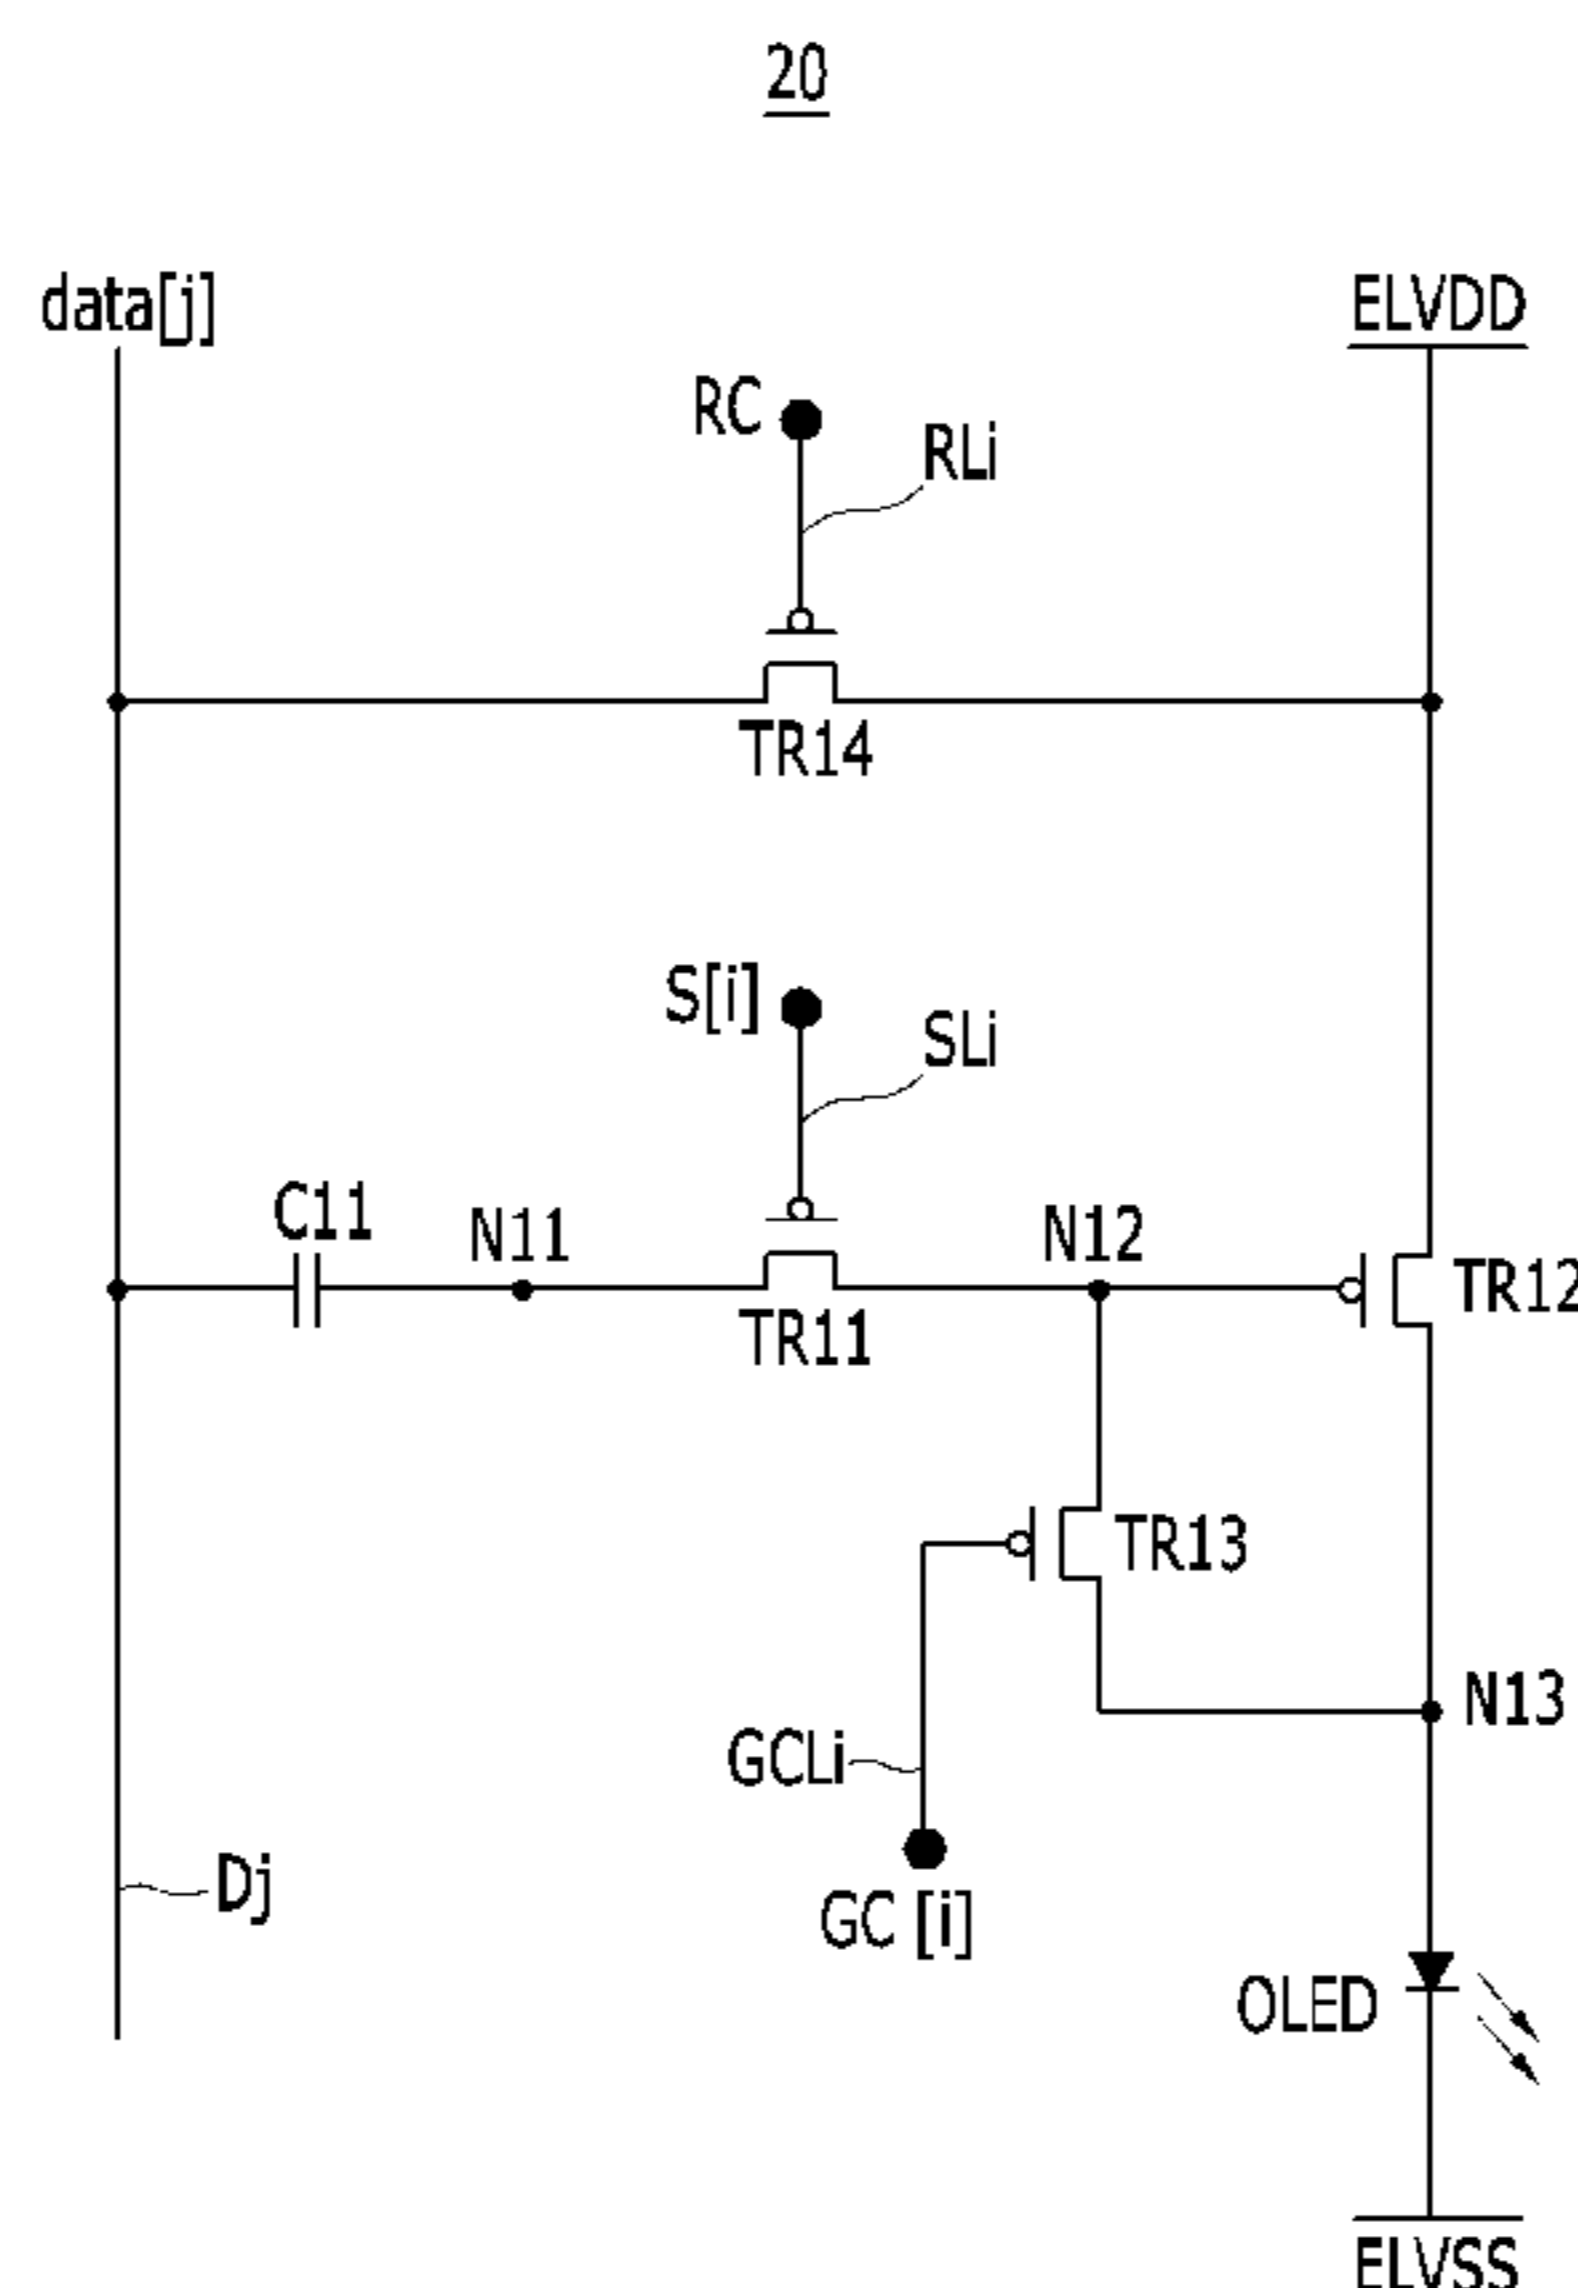 20
data[j]
ELVDD
RC
RLi
TR14
S[i]
SLi
C11
N11
N12
TR12
TR11
TR13
N13
GCLi
Dj
GC [i]
OLED
ELVSS